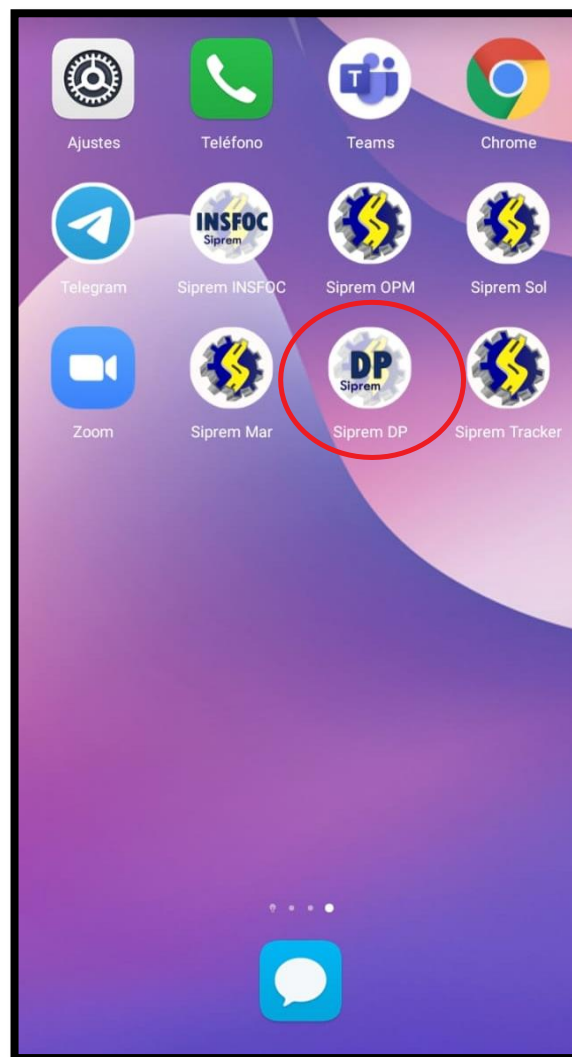 Ajustes
Teléfono
Teams
Chrome
T
INSFOC
Siprem
Telegram
Siprem INSFOC
Siprem OPM
Siprem Sol
DP
Siprem
Zoom
Siprem Mar
Siprem DP
Siprem Tracker